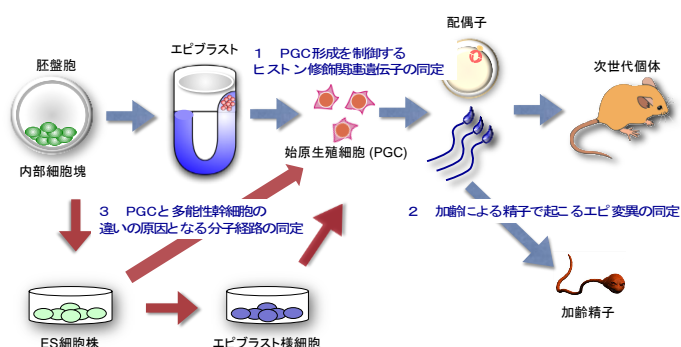 配偶子
エピブラスト
1 PGC形成を制御する
ヒストン修飾関連遺伝子の同定
胚盤胞
次世代個体
始原生殖細胞 (PGC)
内部細胞塊
3 PGCと多能性幹細胞の
違いの原因となる分子経路の同定
2 加齢による精子で起こるエピ変異の同定
加齢精子
ES細胞株
エピブラスト様細胞